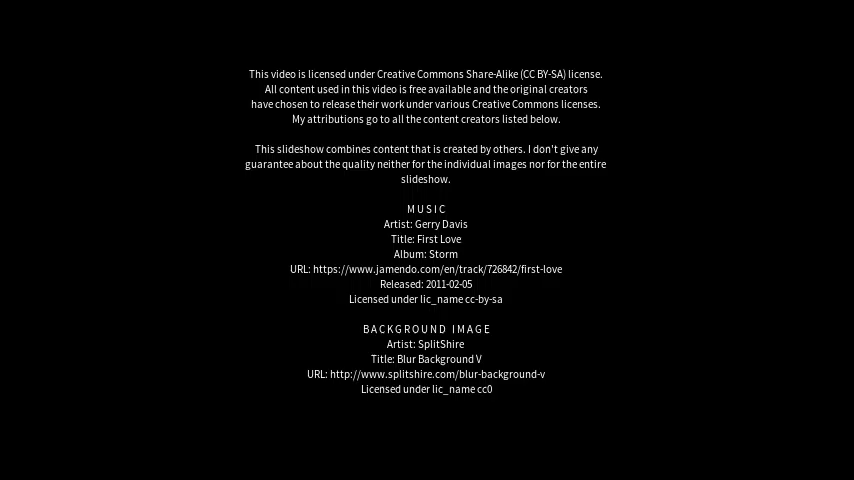 This video is licensed under Creative Commons Share-Alike (CC BY-SA) license.
All content used in this video is free available and the original creators
have chosen to release their work under various Creative Commons licenses.
My attributions go to all the content creators listed below.
This slideshow combines content that is created by others. I don't give any
guarantee about the quality neither for the individual images nor for the entire
slideshow.
MUSIC
Artist: Gerry Davis
Title: First Love
Album: Storm
URL: https://www.jamendo.com/en/track/726842/first-love
Released: 2011-02-05
Licensed under lic_name cc-by-sa
BACKGROUND IMAGE
Artist: SplitShire
Title: Blur Background V
URL: http://www.splitshire.com/blur-background-v
Licensed under lic_name cc0